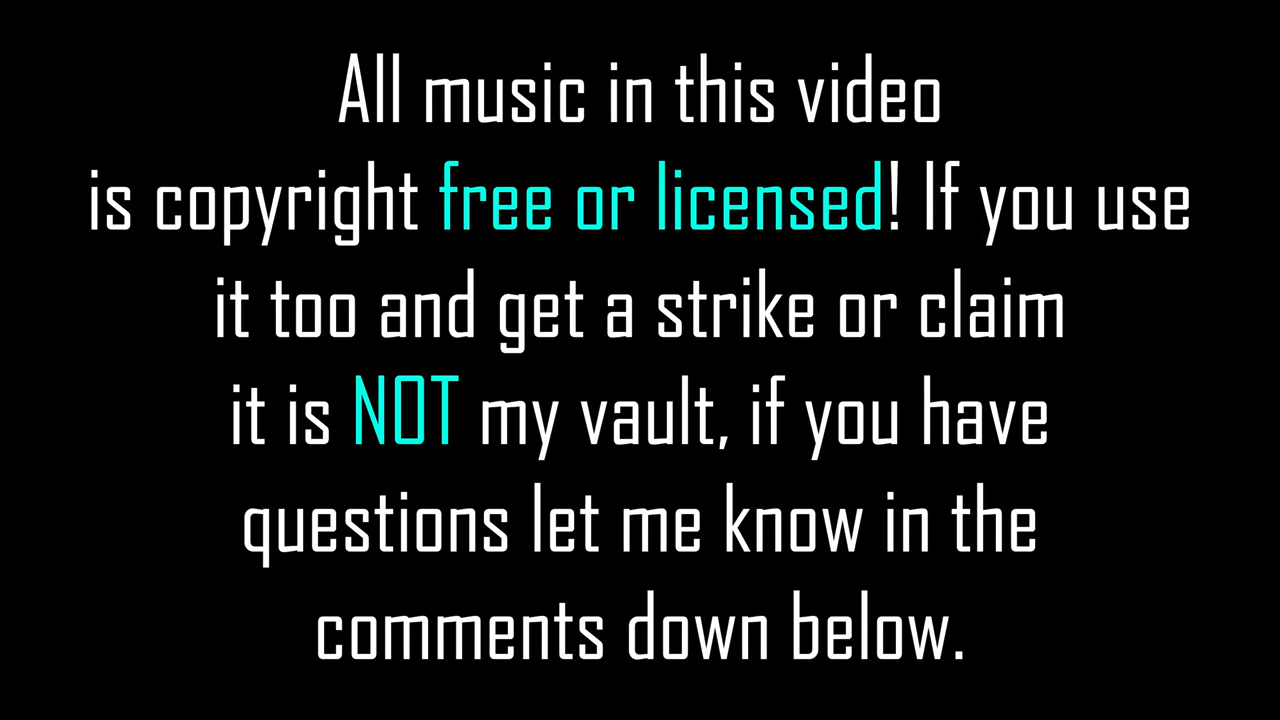 All music in this video
is copyright free or licensed! If you use
it too and get a strike or claim
it is NOT my vault, if you have
questions let me know in the
comments down below.